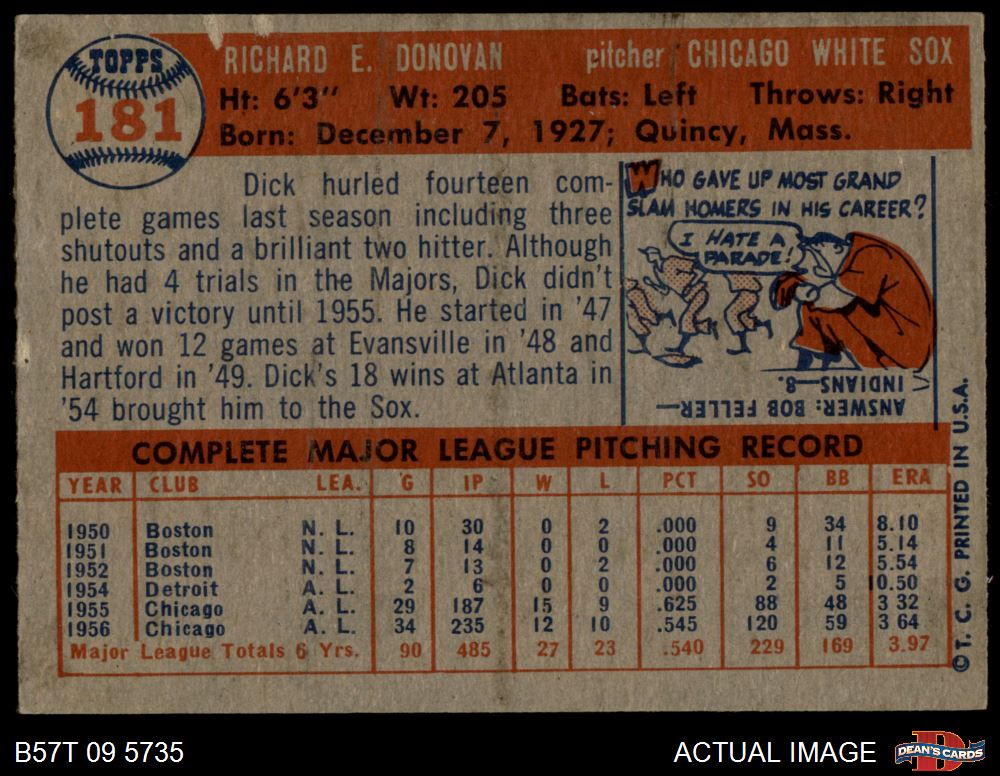 TOPPS
181
RICHARD E. DONOVAN pitcher CHICAGO WHITE SOX
Ht: 6'3" Wt: 205 Bats: Left Throws: Right
Born: December 7, 1927; Quincy, Mass.
Dick hurled fourteen com-
plete games last season including three
shutouts and a brilliant two hitter. Although
he had 4 trials in the Majors, Dick didn't
post a victory until 1955. He started in '47
and won 12 games at Evansville in '48 and
Hartford in '49. Dick's 18 wins at Atlanta in
'54 brought him to the Sox.
WHO GAVE UP MOST GRAND
SLAM HOMERS IN HIS CAREER?
I HATE A
PARADE!
ANSWER: BOB FELLER—
INDIANS—8.
COMPLETE MAJOR LEAGUE PITCHING RECORD
YEAR CLUB LEA. G IP W L PCT SO BB ERA
1950 Boston N. L. 10 30 0 2 .000 9 34 8.10
1951 Boston N. L. 8 14 0 0 .000 4 11 5.14
1952 Boston N. L. 7 13 0 2 .000 6 12 5.54
1954 Detroit A. L. 2 6 0 0 .000 2 5 10.50
1955 Chicago A. L. 29 187 15 9 .625 88 48 3 32
1956 Chicago A. L. 34 235 12 10 .545 120 59 3 64
Major League Totals 6 Yrs. 90 485 27 23 .540 229 169 3.97
© T. C. G. PRINTED IN U.S.A.
B57T 09 5735
ACTUAL IMAGE
DEAN'S CARDS